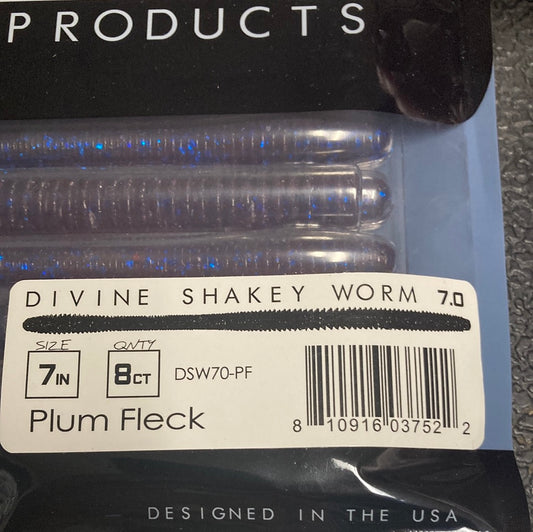 PRODUCTS
DIVINE SHAKEY WORM 7.0
SIZE QNTY
7IN 8CT DSW70-PF
Plum Fleck
8 10916 03752 2
DESIGNED IN THE USA